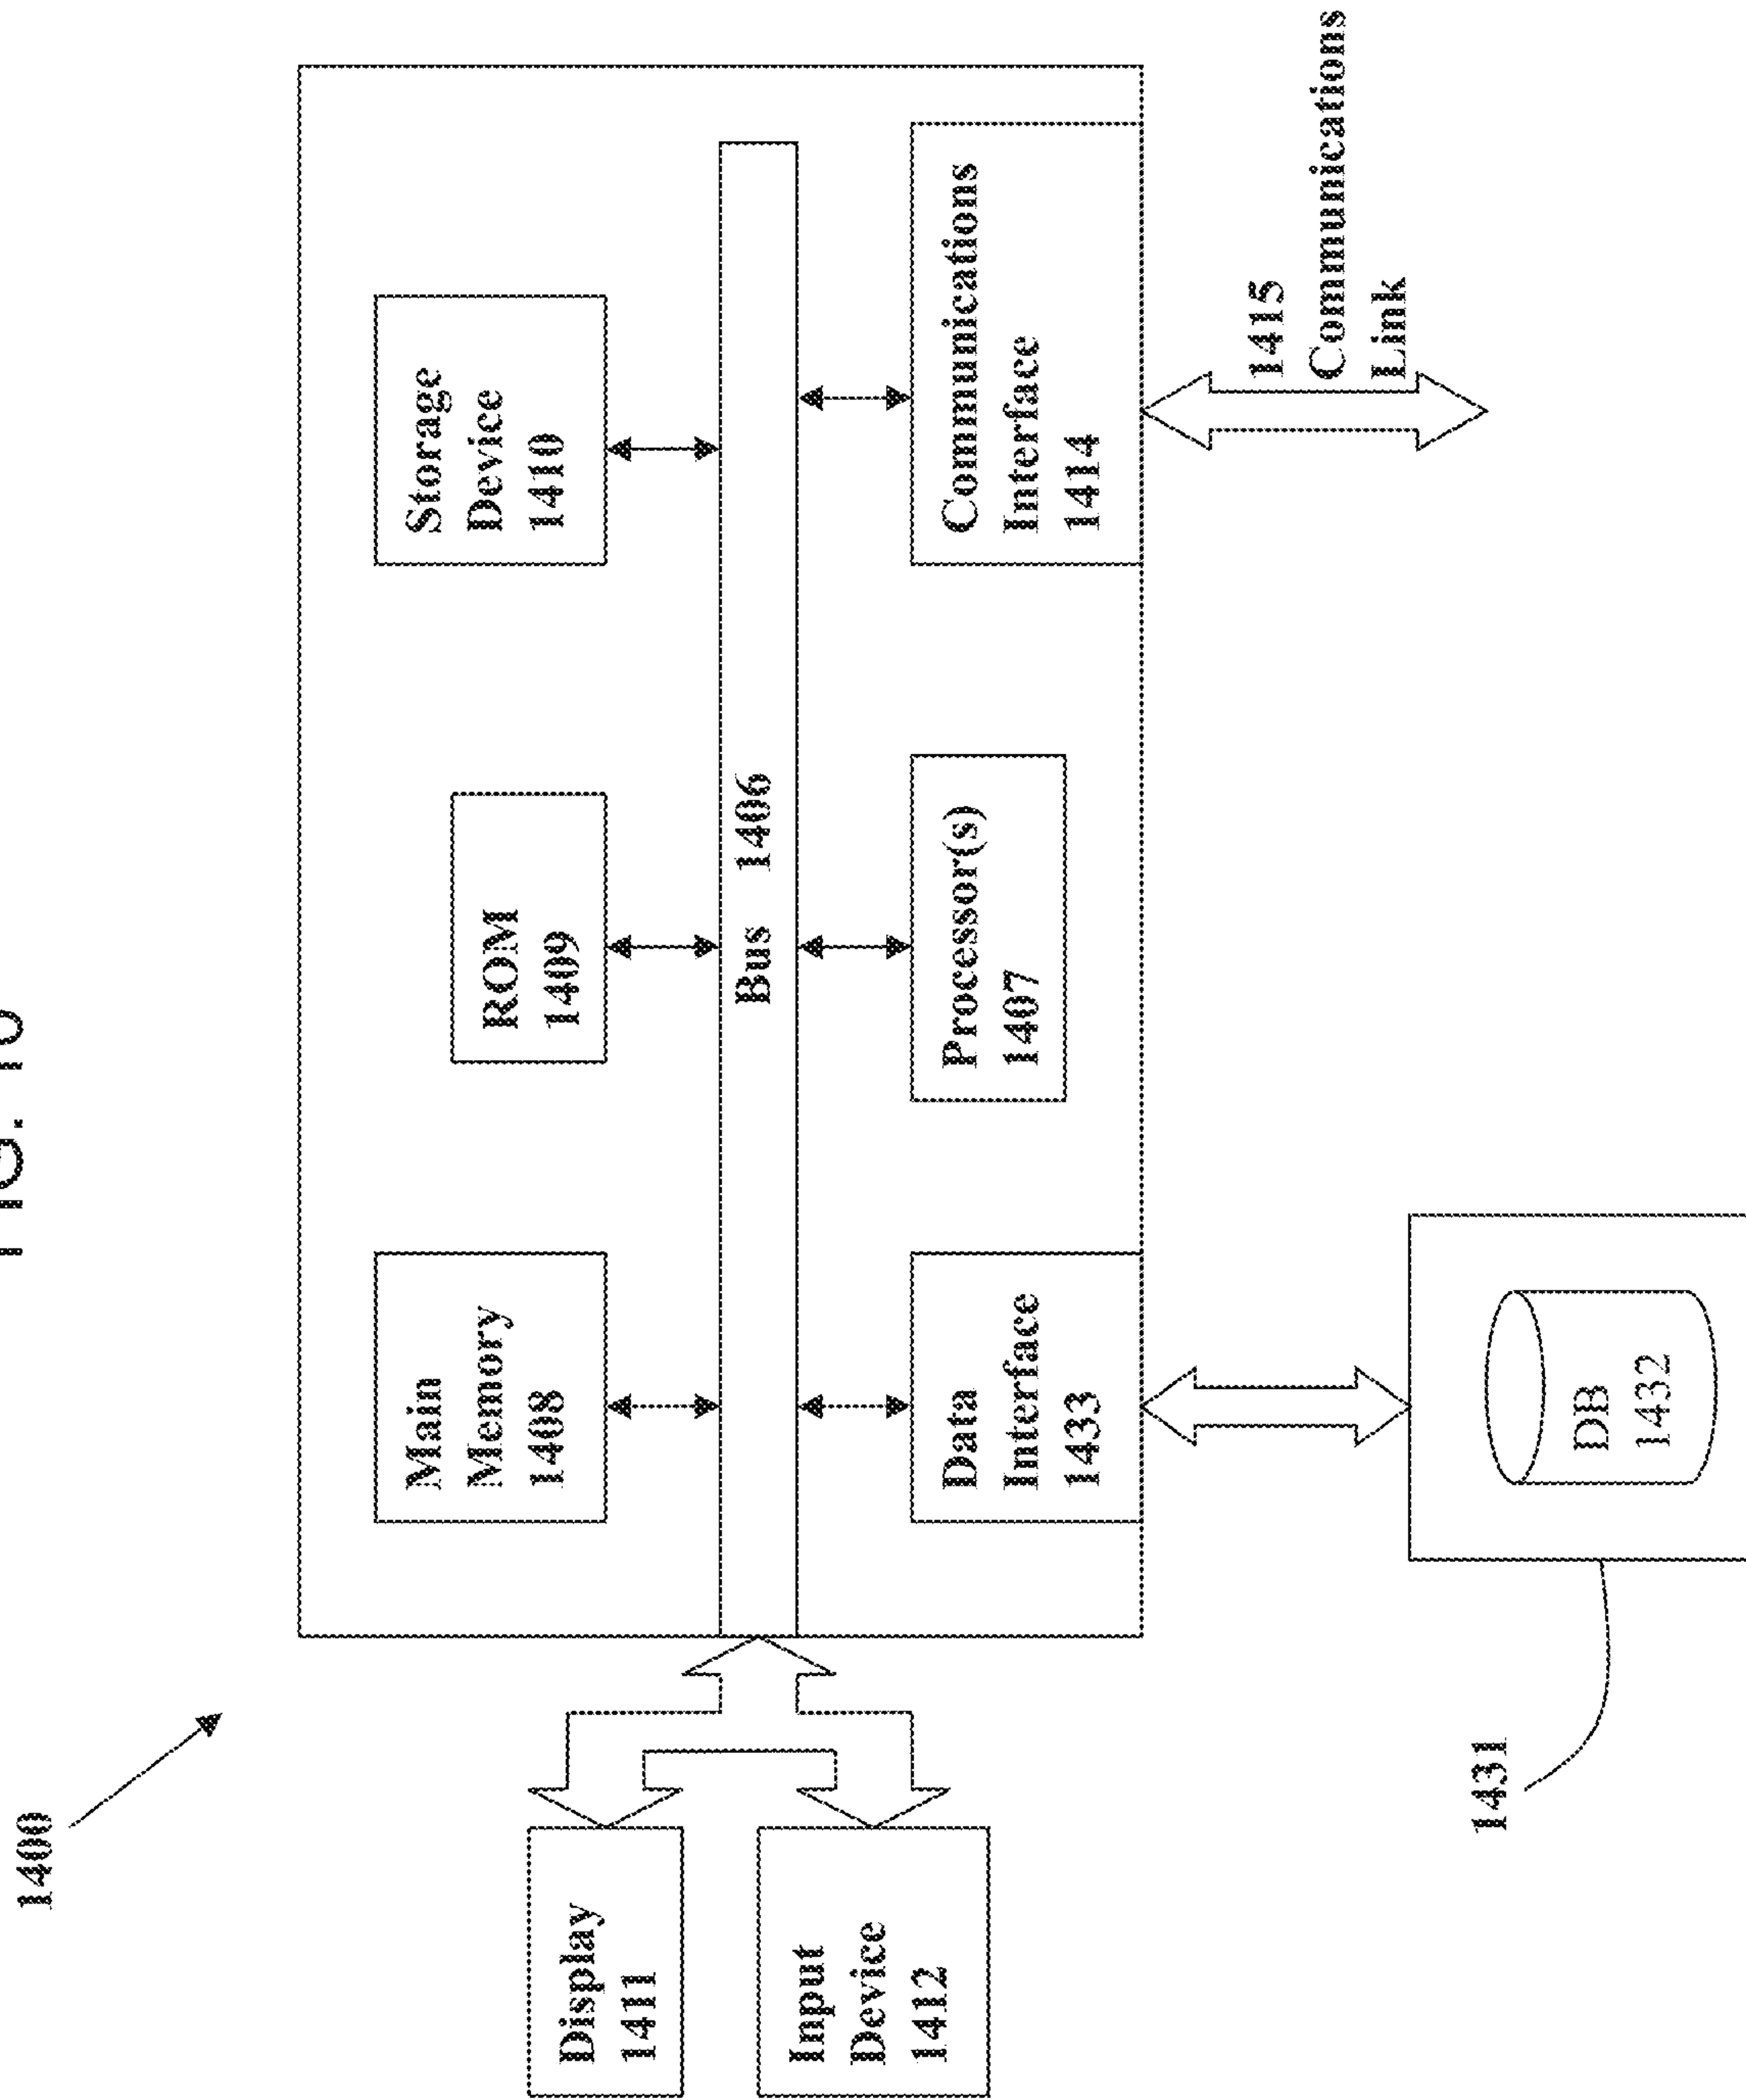 FIG.
1400
Main
Memory
1408
ROM
1409
Storage
Device
1410
Display
1411
Bus 1406
Input
Device
1412
Data
Interface
1433
Processor(s)
1407
Communications
Interface
1414
1415
Communications
Link
1431
DB
1432